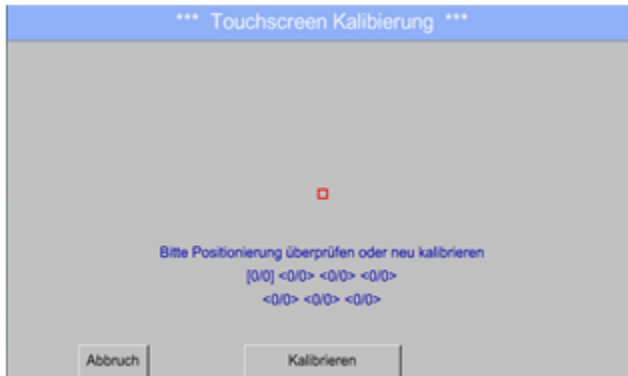 *** Touchscreen Kalibierung ***
Bitte Positionierung überprüfen oder neu kalibrieren
[0/0] <0/0> <0/0> <0/0>
<0/0> <0/0> <0/0>
Abbruch Kalibrieren